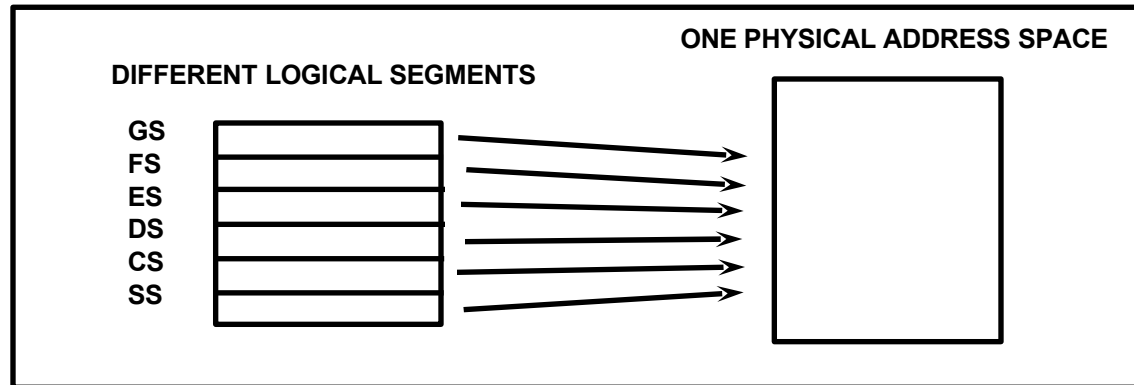 ONE PHYSICAL ADDRESS SPACE
DIFFERENT LOGICAL SEGMENTS
GS
FS
ES
DS
CS
SS